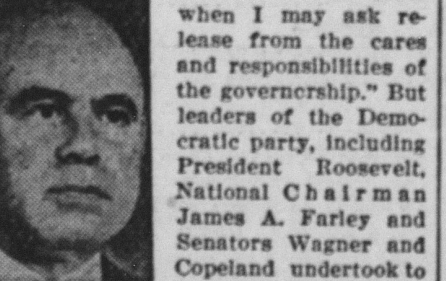 when I may ask re-
lease from the cares
and responsibilities of
the governcrship." But
leaders of the Demo-
cratic party, including
President Roosevelt,
National Chairman
James A. Farley and
Senators Wagner and
Copeland undertook to